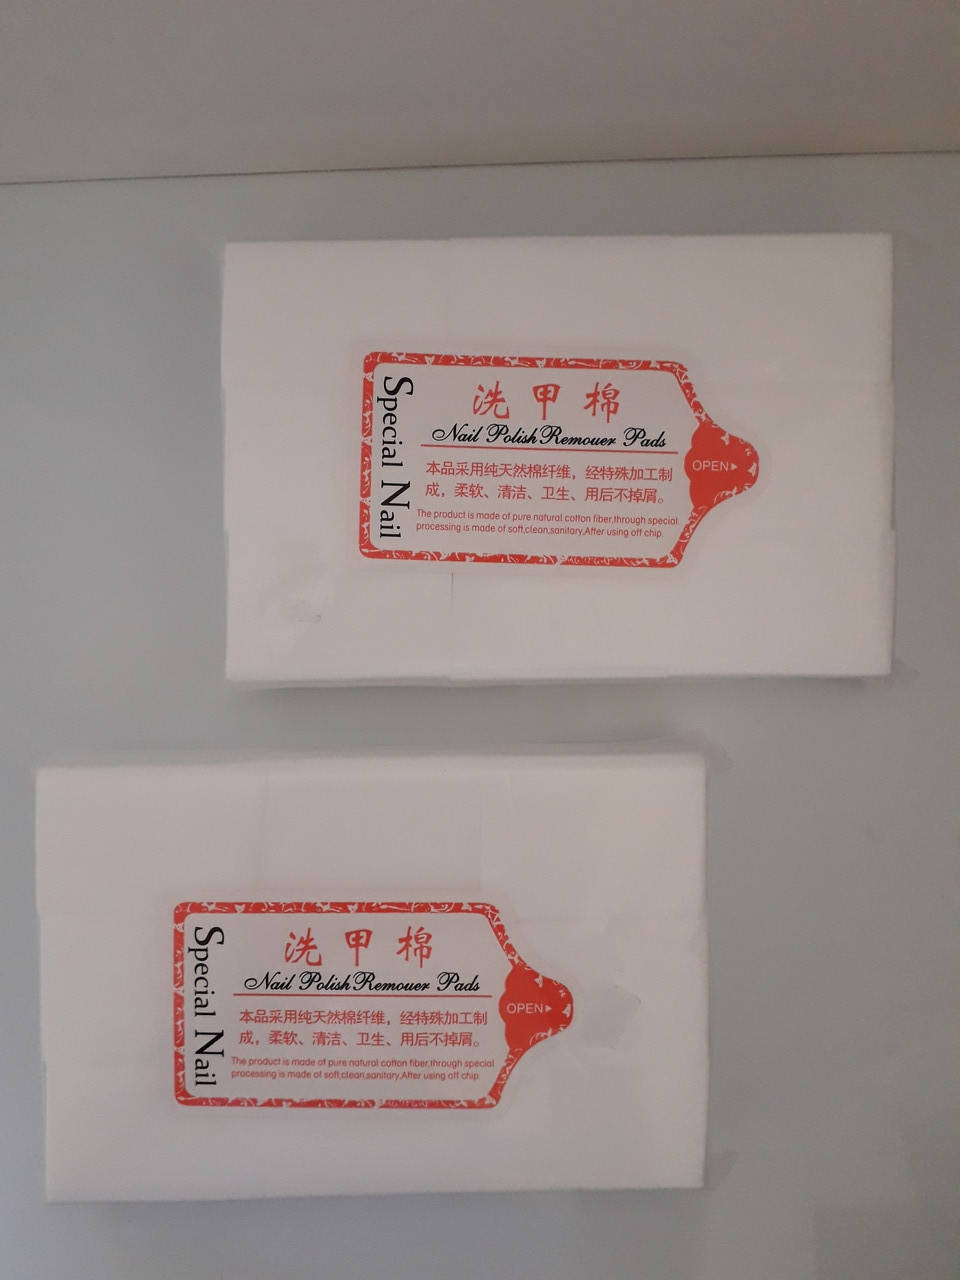 Special Nail
洗甲棉
Nail Polish Remouer Pads
本品采用纯天然棉纤维，经特殊加工制
成，柔软、清洁、卫生、用后不掉屑。
The product is made of pure natural cotton fiber,through special
processing is made of soft,clean,sanitary,After using off chip.
OPEN
Special Nail
洗甲棉
Nail Polish Remouer Pads
本品采用纯天然棉纤维，经特殊加工制
成，柔软、清洁、卫生、用后不掉屑。
The product is made of pure natural cotton fiber,through special
processing is made of soft,clean,sanitary,After using off chip
OPEN